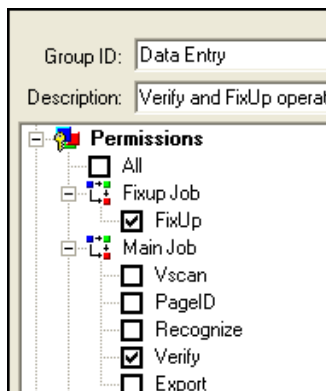 Group ID: Data Entry
Description: Verify and FixUp operat
Permissions
All
Fixup Job
FixUp
Main Job
Vscan
PageID
Recognize
Verify
Export